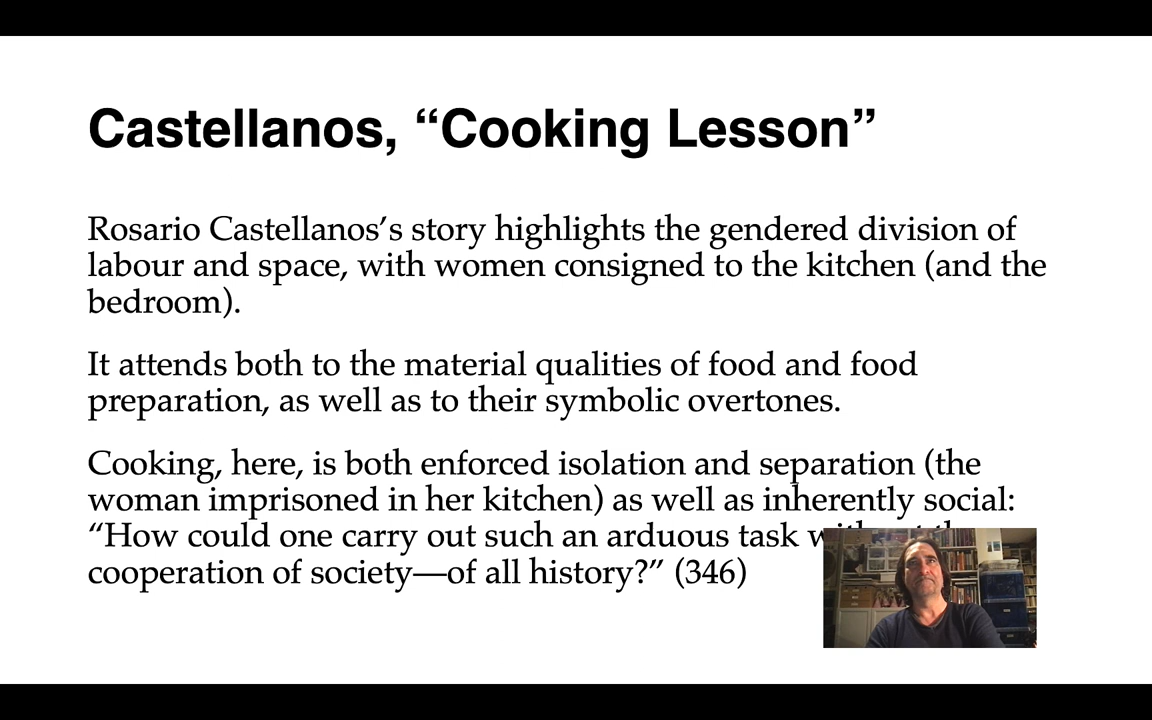 Castellanos, “Cooking Lesson”
Rosario Castellanos’s story highlights the gendered division of
labour and space, with women consigned to the kitchen (and the
bedroom).
It attends both to the material qualities of food and food
preparation, as well as to their symbolic overtones.
Cooking, here, is both enforced isolation and separation (the
woman imprisoned in her kitchen) as well as inherently social:
“How could one carry out such an arduous task
cooperation of society—of all history?” (346)